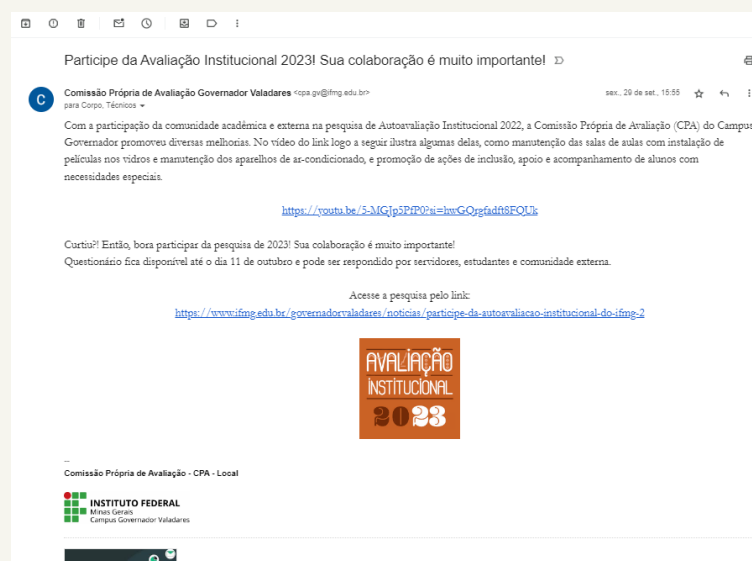 Participe da Avaliação Institucional 2023! Sua colaboração é muito importante!
C
Comissão Própria de Avaliação Governador Valadares <cpa.gv@ifmg.edu.br>
sex., 29 de set., 15:55
para Corpo, Técnicos
Com a participação da comunidade acadêmica e externa na pesquisa de Autoavaliação Institucional 2022, a Comissão Própria de Avaliação (CPA) do Campus
Governador promoveu diversas melhorias. No vídeo do link logo a seguir ilustra algumas delas, como manutenção das salas de aulas com instalação de
películas nos vidros e manutenção dos aparelhos de ar-condicionado, e promoção de ações de inclusão, apoio e acompanhamento de alunos com
necessidades especiais.
https://youtu.be/5-MGJp5PfP0?si=hwGQrgfadft8FQUk
Curtiu?! Então, bora participar da pesquisa de 2023! Sua colaboração é muito importante!
Questionário fica disponível até o dia 11 de outubro e pode ser respondido por servidores, estudantes e comunidade externa.
Acesse a pesquisa pelo link:
https://www.ifmg.edu.br/governadorvaladares/noticias/participe-da-autoavaliacao-institucional-do-ifmg-2
AVALIAÇÃO
INSTITUCIONAL
2023
--
Comissão Própria de Avaliação - CPA - Local
INSTITUTO FEDERAL
Minas Gerais
Campus Governador Valadares